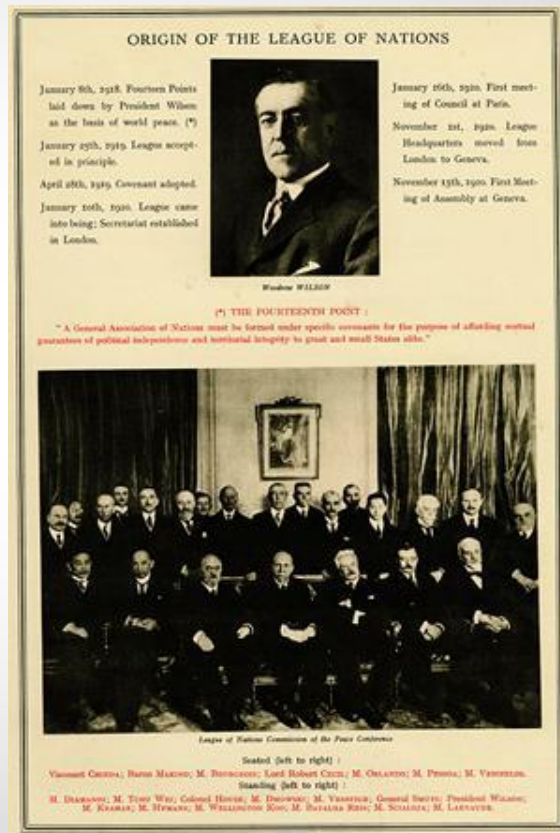 ORIGIN OF THE LEAGUE OF NATIONS
January 8th, 1918. Fourteen Points
laid down by President Wilson
as the basis of world peace. (*)
January 25th, 1919. League accept-
ed in principle.
April 28th, 1919. Covenant adopted.
January 10th, 1920. League came
into being; Secretariat established
in London.
January 16th, 1920. First meet-
ing of Council at Paris.
November 1st, 1920. League
Headquarters moved from
London to Geneva.
November 15th, 1920. First Meet-
ing of Assembly at Geneva.
Woodrow WILSON
(*) THE FOURTEENTH POINT :
" A General Association of Nations must be formed under specific covenants for the purpose of affording mutual
guarantees of political independence and territorial integrity to great and small States alike."
League of Nations Commission of the Peace Conference
Seated (left to right) :
Viscount CHINDA; Baron MAKINO; M. BOURGEOIS; Lord Robert CECIL; M. ORLANDO; M. PESSOA; M. VENIZELOS.
Standing (left to right) :
M. DIAMANDI; M. TCHU WEI; Colonel HOUSE; M. DMOWSKI; M. VESNITCH; General SMUTS; President WILSON;
M. KRAMAR; M. HYMANS; M. WELLINGTON KOO; M. BATALHA REIS; M. SCIALOJA; M. LARNAUDE.